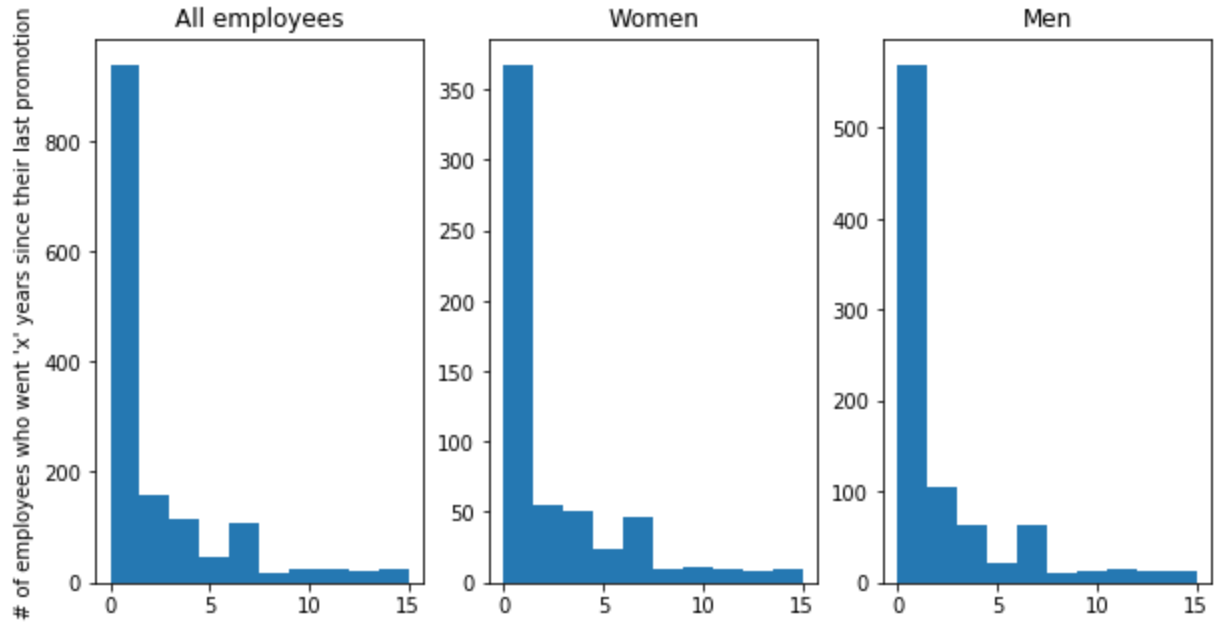 # of employees who went 'x' years since their last promotion
All employees
800
600
400
200
0
0 5 10 15
Women
350
300
250
200
150
100
50
0
0 5 10 15
Men
500
400
300
200
100
0
0 5 10 15